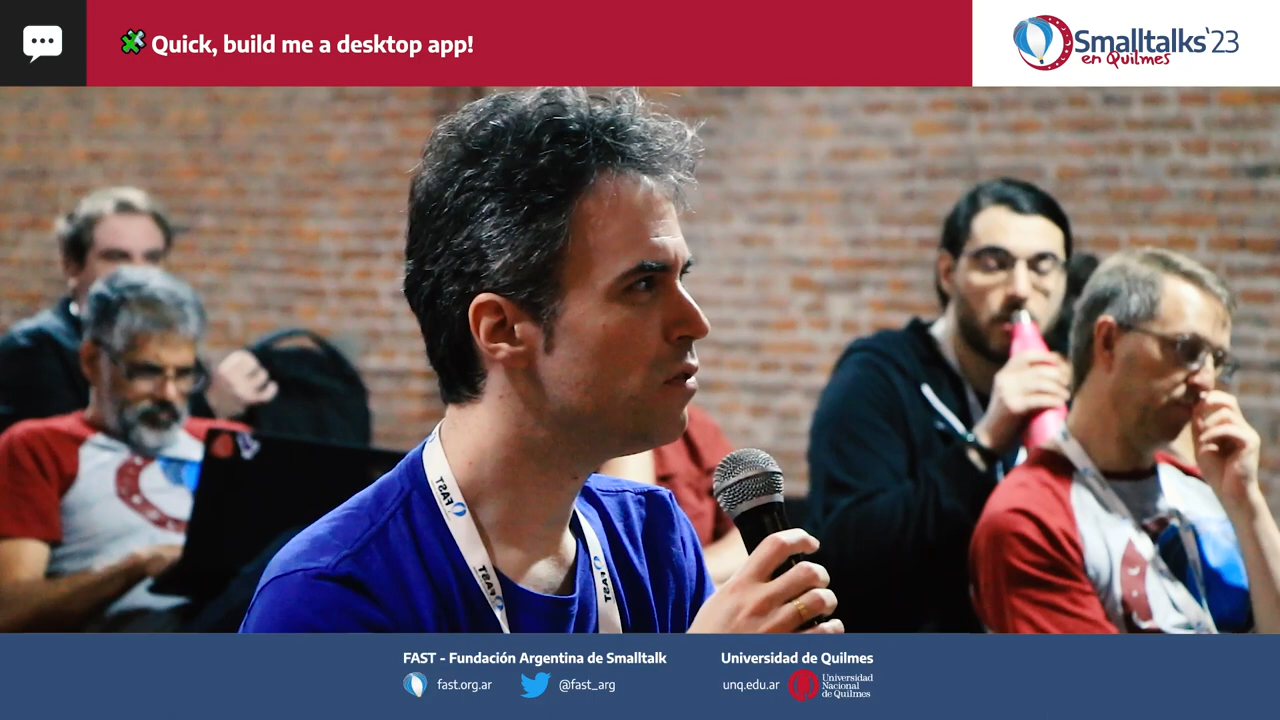 Quick, build me a desktop app!
Smalltalks'23
en Quilmes
FAST
FAST
FAST
FAST - Fundación Argentina de Smalltalk
Universidad de Quilmes
fast.org.ar
@fast_arg
unq.edu.ar
Universidad
Nacional
de Quilmes